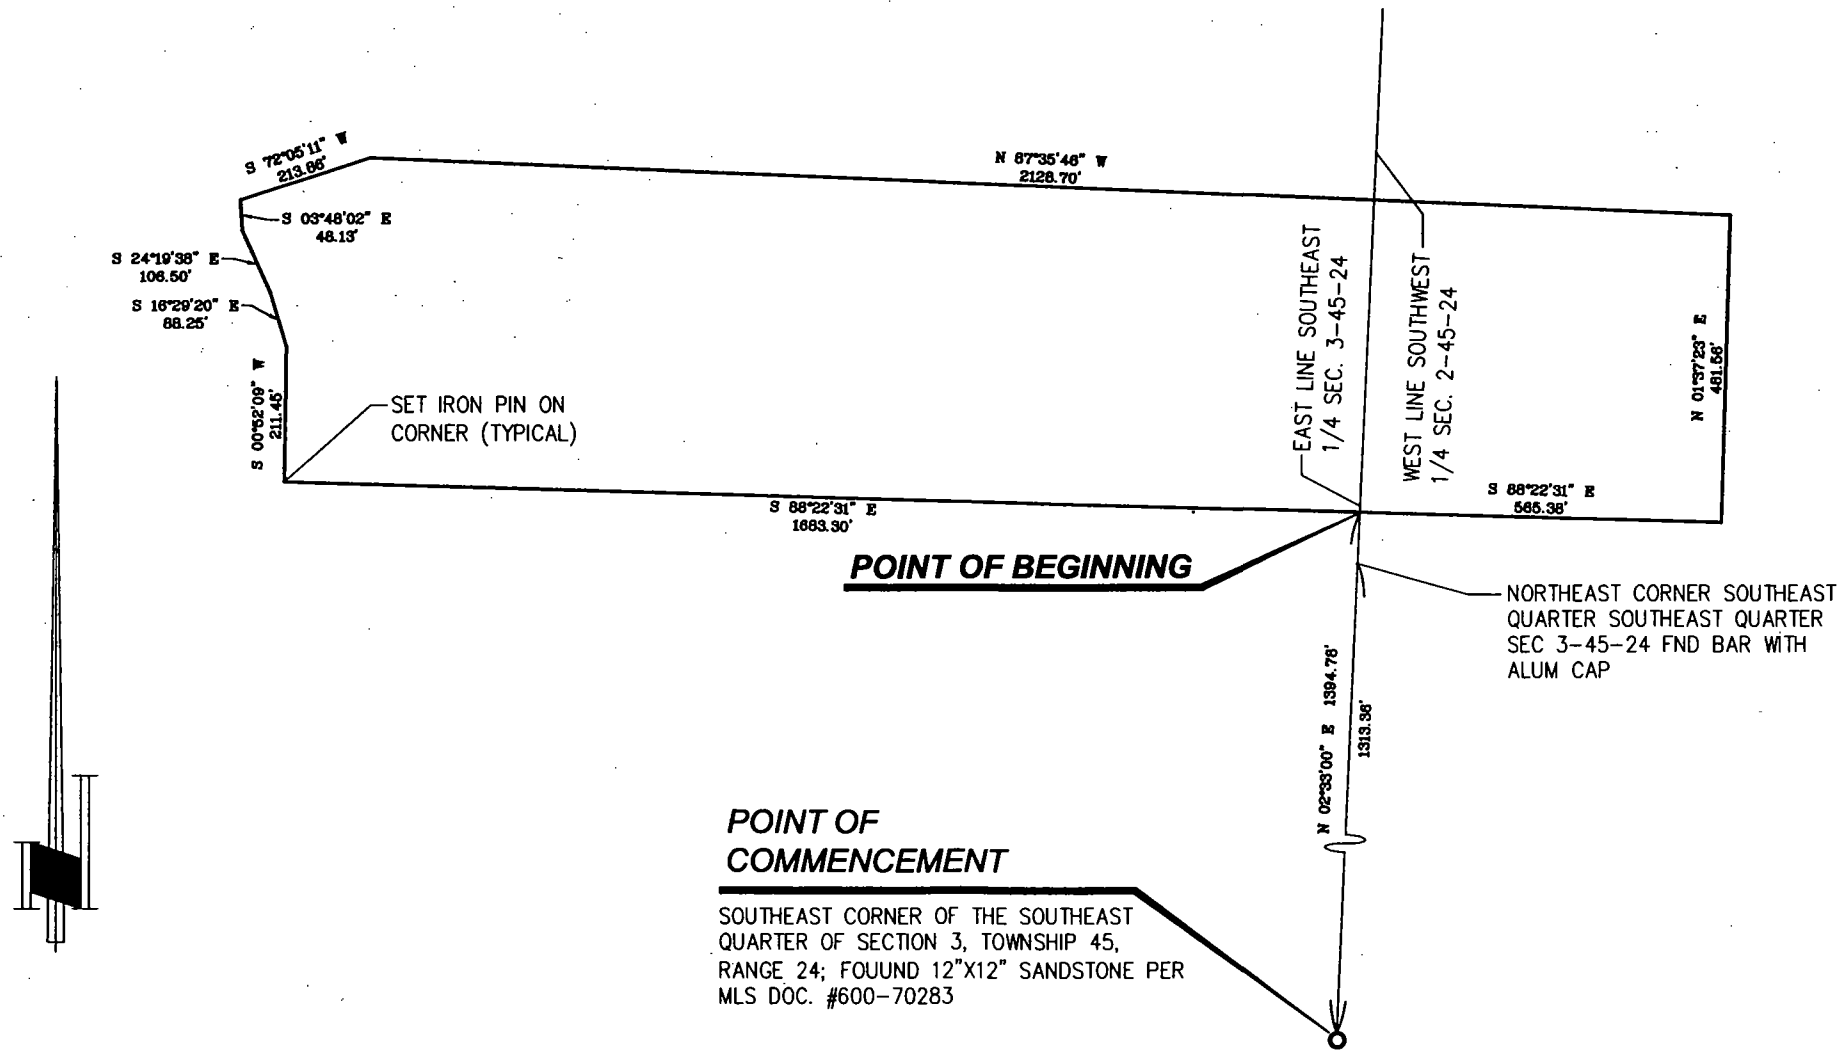 S 72°05'11" W
213.86'
N 87°35'46" W
2128.70'
S 03°48'02" E
48.13'
S 24°19'38" E
106.50'
S 16°29'20" E
88.25'
S 00°52'09" W
211.45'
SET IRON PIN ON
CORNER (TYPICAL)
EAST LINE SOUTHEAST
1/4 SEC. 3-45-24
WEST LINE SOUTHWEST
1/4 SEC. 2-45-24
N 01°37'23" E
481.56'
S 88°22'31" E
1683.30'
S 88°22'31" E
565.38'
POINT OF BEGINNING
NORTHEAST CORNER SOUTHEAST
QUARTER SOUTHEAST QUARTER
SEC 3-45-24 FND BAR WITH
ALUM CAP
N 02°33'00" E 1394.78'
1313.36'
POINT OF
COMMENCEMENT
SOUTHEAST CORNER OF THE SOUTHEAST
QUARTER OF SECTION 3, TOWNSHIP 45,
RANGE 24; FOUUND 12"X12" SANDSTONE PER
MLS DOC. #600-70283